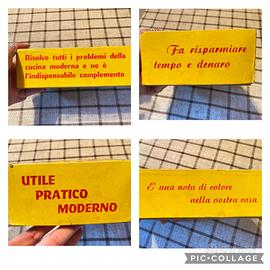 Risolve tutti i problemi della
cucina moderna e ne è
l'indispensabile complemento
Fa risparmiare
tempo e denaro
UTILE
PRATICO
MODERNO
E' una nota di colore
nella vostra casa
PIC•COLLAGE